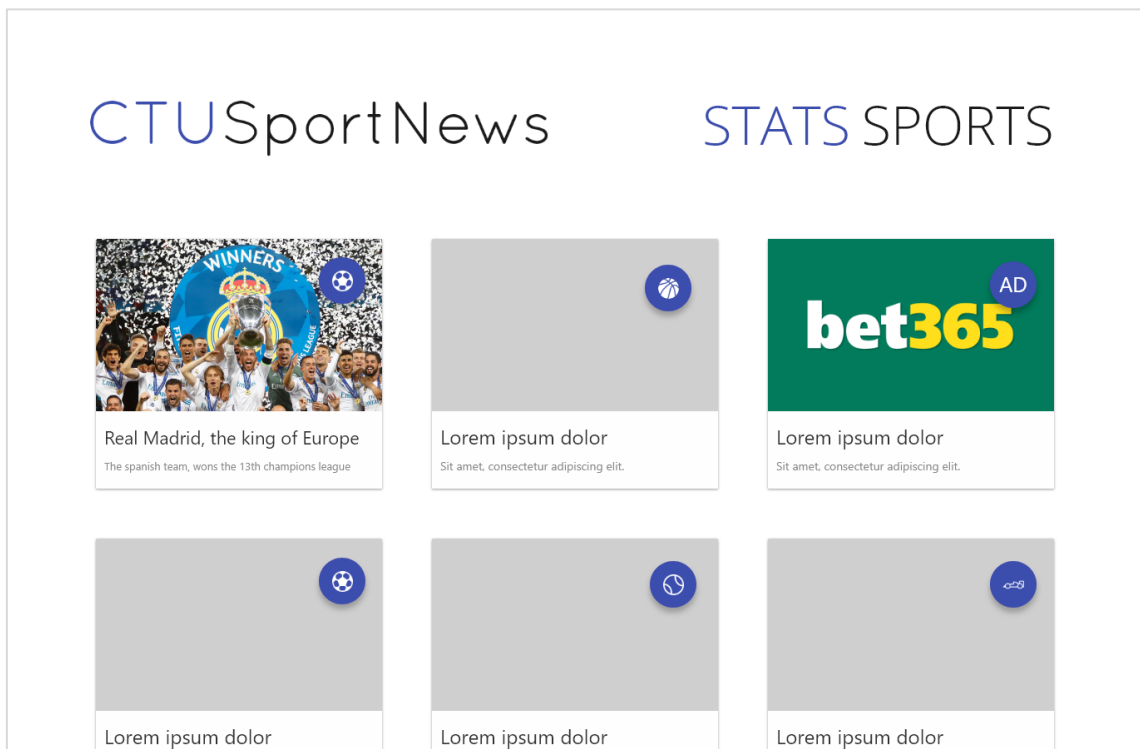 CTUSportNews
STATS SPORTS
WINNERS
LEAGUE
Real Madrid, the king of Europe
The spanish team, wons the 13th champions league
Lorem ipsum dolor
Sit amet, consectetur adipiscing elit.
AD
bet365
Lorem ipsum dolor
Sit amet, consectetur adipiscing elit.
Lorem ipsum dolor
Lorem ipsum dolor
Lorem ipsum dolor